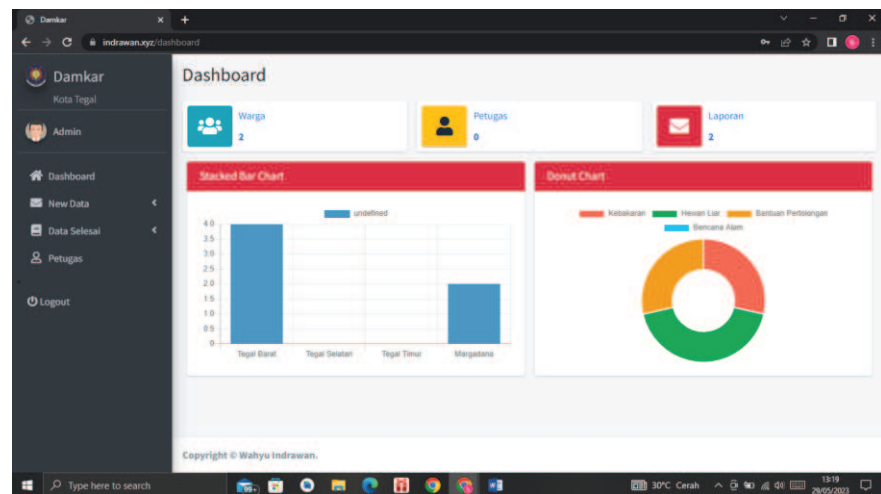 Damkar
indrawan.xyz/dashboard
Damkar
Kota Tegal
Admin
Dashboard
New Data
Data Selesai
Petugas
Logout
Dashboard
Warga
2
Petugas
0
Laporan
2
Stacked Bar Chart
undefined
4.0
3.5
3.0
2.5
2.0
1.5
1.0
0.5
0
Tegal Barat Tegal Selatan Tegal Timur Margadana
Donut Chart
Kebakaran Hewan Liar Bantuan Pertolongan
Bencana Alam
Copyright © Wahyu Indrawan.
Type here to search
99+
30°C Cerah
13:19
29/05/2023